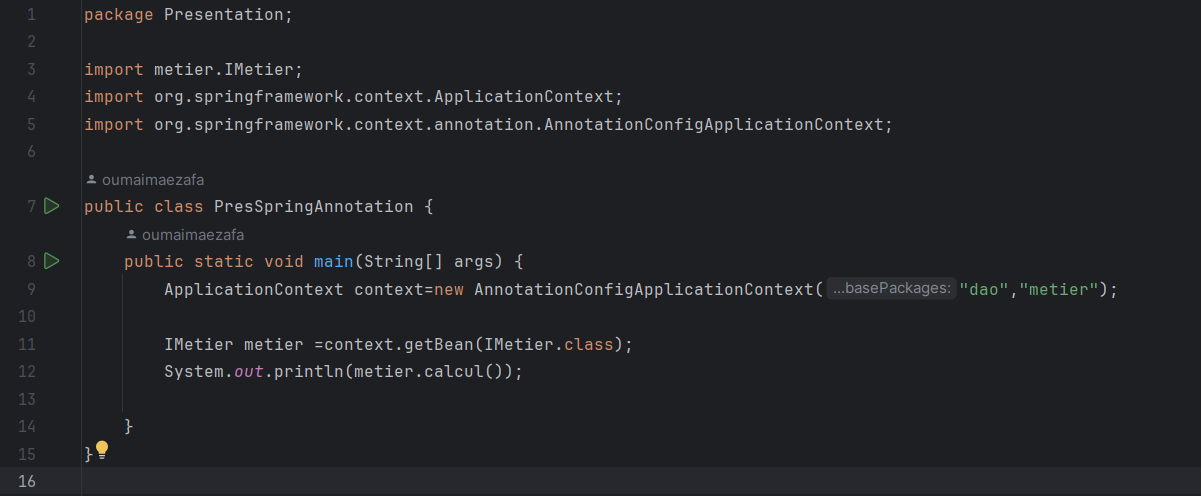 1 package Presentation;
2
3 import metier.IMetier;
4 import org.springframework.context.ApplicationContext;
5 import org.springframework.context.annotation.AnnotationConfigApplicationContext;
6
oumaimaezafa
7 public class PresSpringAnnotation {
oumaimaezafa
8 public static void main(String[] args) {
9 ApplicationContext context=new AnnotationConfigApplicationContext( ...basePackages: "dao","metier");
10
11 IMetier metier =context.getBean(IMetier.class);
12 System.out.println(metier.calcul());
13
14 }
15 }
16